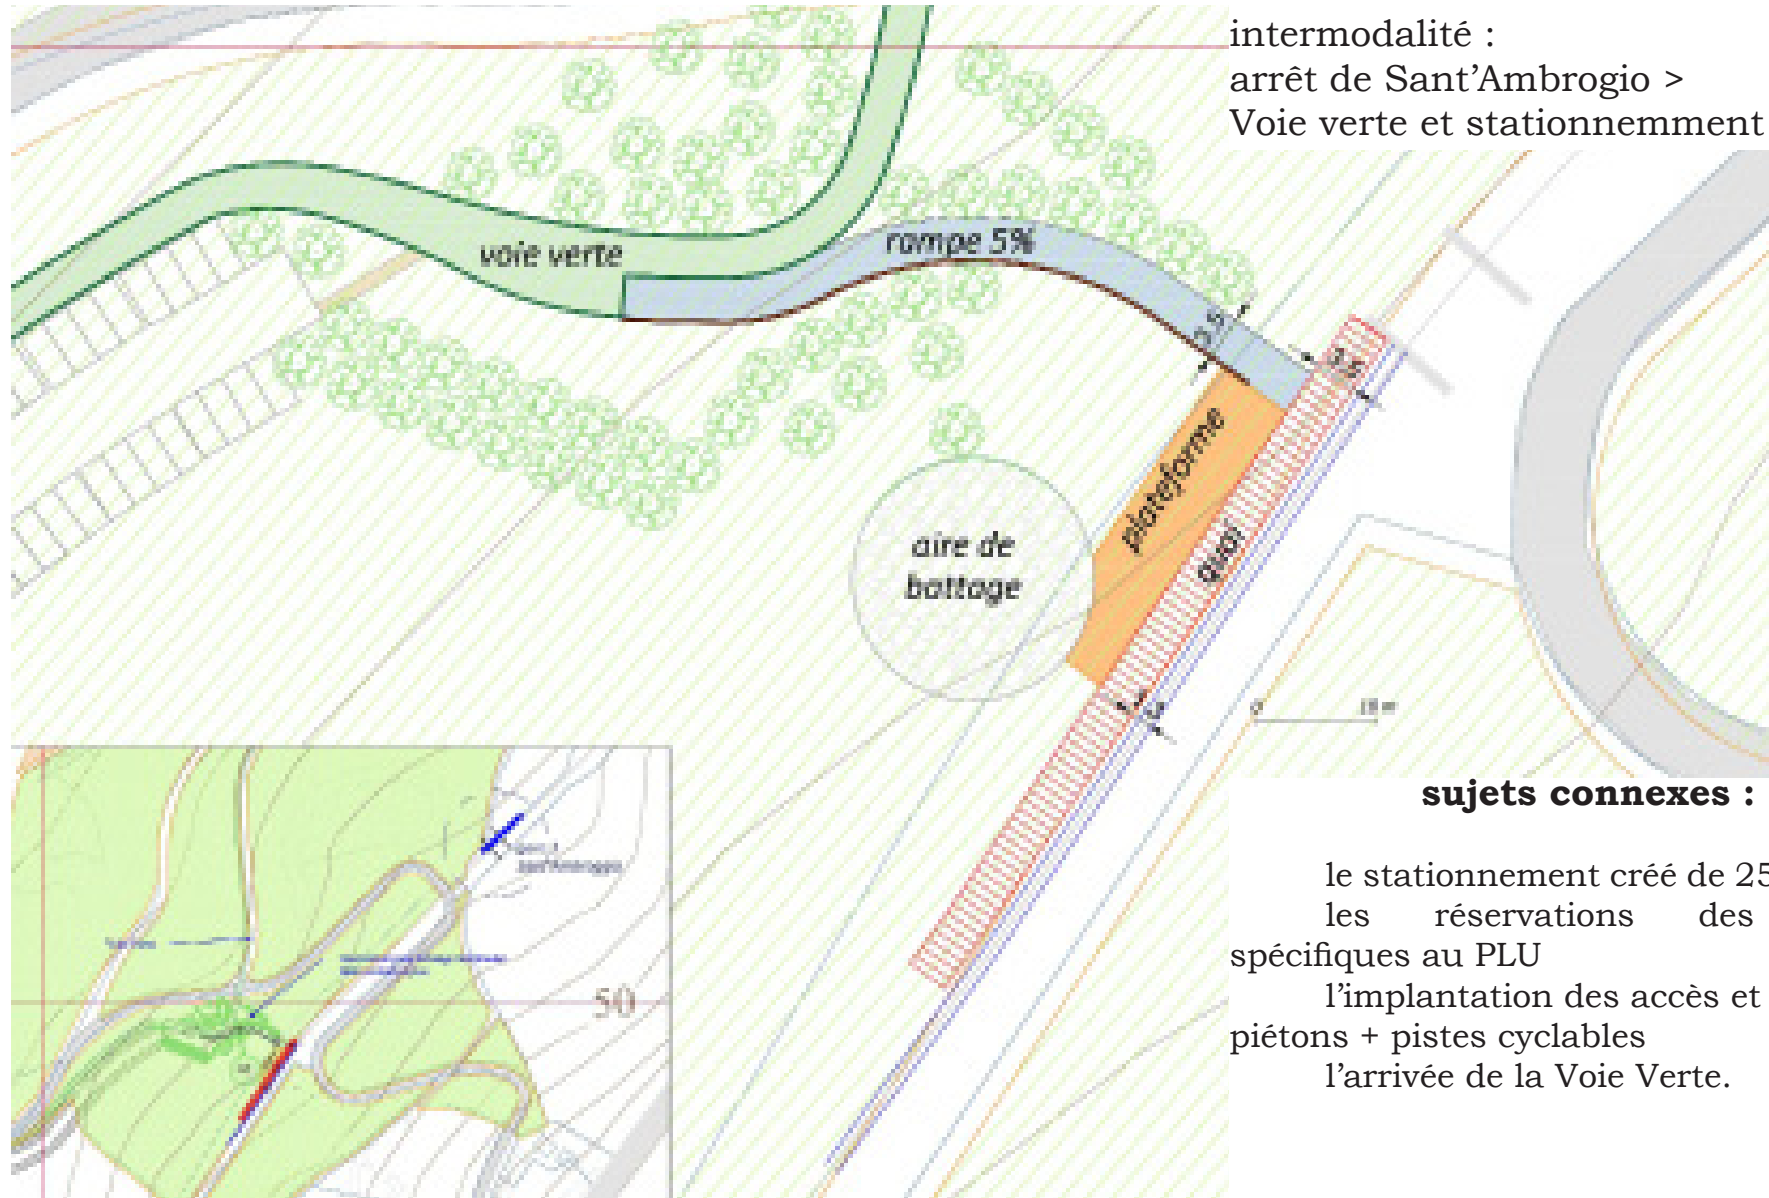 intermodalité :
arrêt de Sant'Ambrogio >
Voie verte et stationnemment
voie verte
rampe 5%
plateforme
quai
aire de
battage
0 10 m
50
sujets connexes :
le stationnement créé de 25
les réservations des
spécifiques au PLU
l'implantation des accès et
piétons + pistes cyclables
l'arrivée de la Voie Verte.